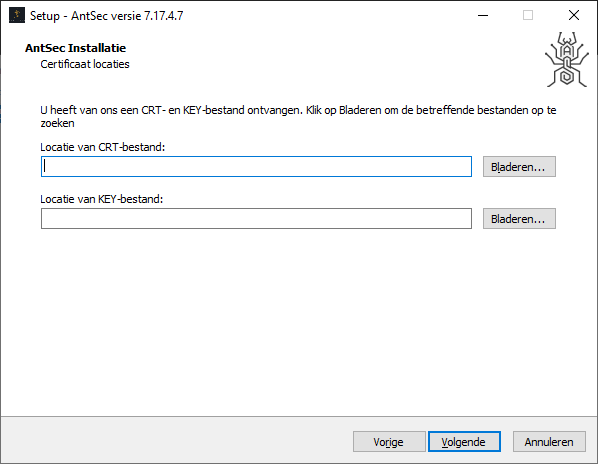 Setup - AntSec versie 7.17.4.7
AntSec Installatie
Certificaat locaties
U heeft van ons een CRT- en KEY-bestand ontvangen. Klik op Bladeren om de betreffende bestanden op te
zoeken
Locatie van CRT-bestand:
Bladeren...
Locatie van KEY-bestand:
Bladeren...
Vorige Volgende Annuleren